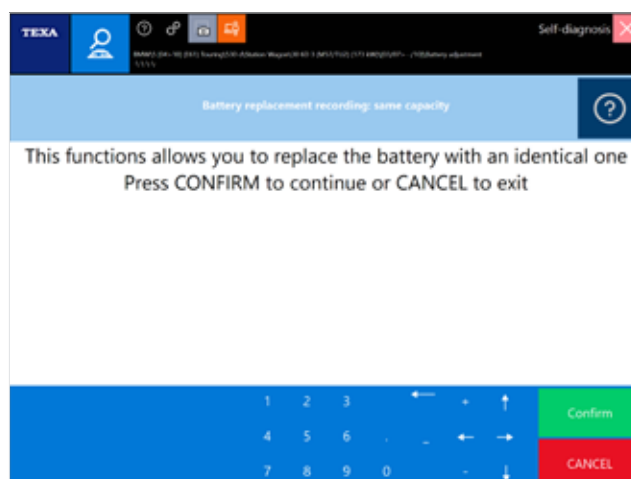 TEXA
Self-diagnosis
Battery replacement recording: same capacity
This functions allows you to replace the battery with an identical one
Press CONFIRM to continue or CANCEL to exit
1 2 3 ← + ↑
Confirm
4 5 6 . _ ← →
7 8 9 0 - ↓
CANCEL